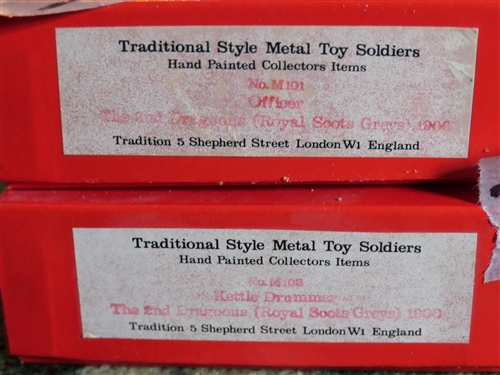 Traditional Style Metal Toy Soldiers
Hand Painted Collectors Items
No. M101
Officer
The 2nd Dragoons (Royal Scots Greys) 1900
Tradition 5 Shepherd Street London W1 England
Traditional Style Metal Toy Soldiers
Hand Painted Collectors Items
No.
Kettle Drummer
The 2nd Dragoons (Royal Scots Greys) 1900
Tradition 5 Shepherd Street London W1 England